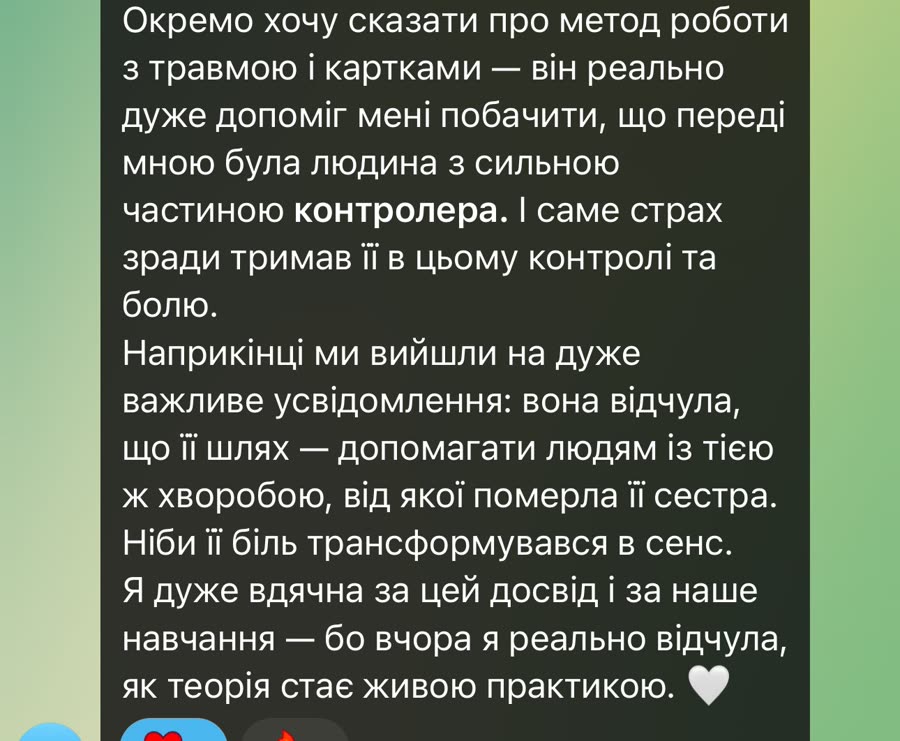 Окремо хочу сказати про метод роботи
з травмою і картками — він реально
дуже допоміг мені побачити, що переді
мною була людина з сильною
частиною контролера. І саме страх
зради тримав її в цьому контролі та
болю.
Наприкінці ми вийшли на дуже
важливе усвідомлення: вона відчула,
що її шлях — допомагати людям із тією
ж хворобою, від якої померла її сестра.
Ніби її біль трансформувався в сенс.
Я дуже вдячна за цей досвід і за наше
навчання — бо вчора я реально відчула,
як теорія стає живою практикою. 🤍